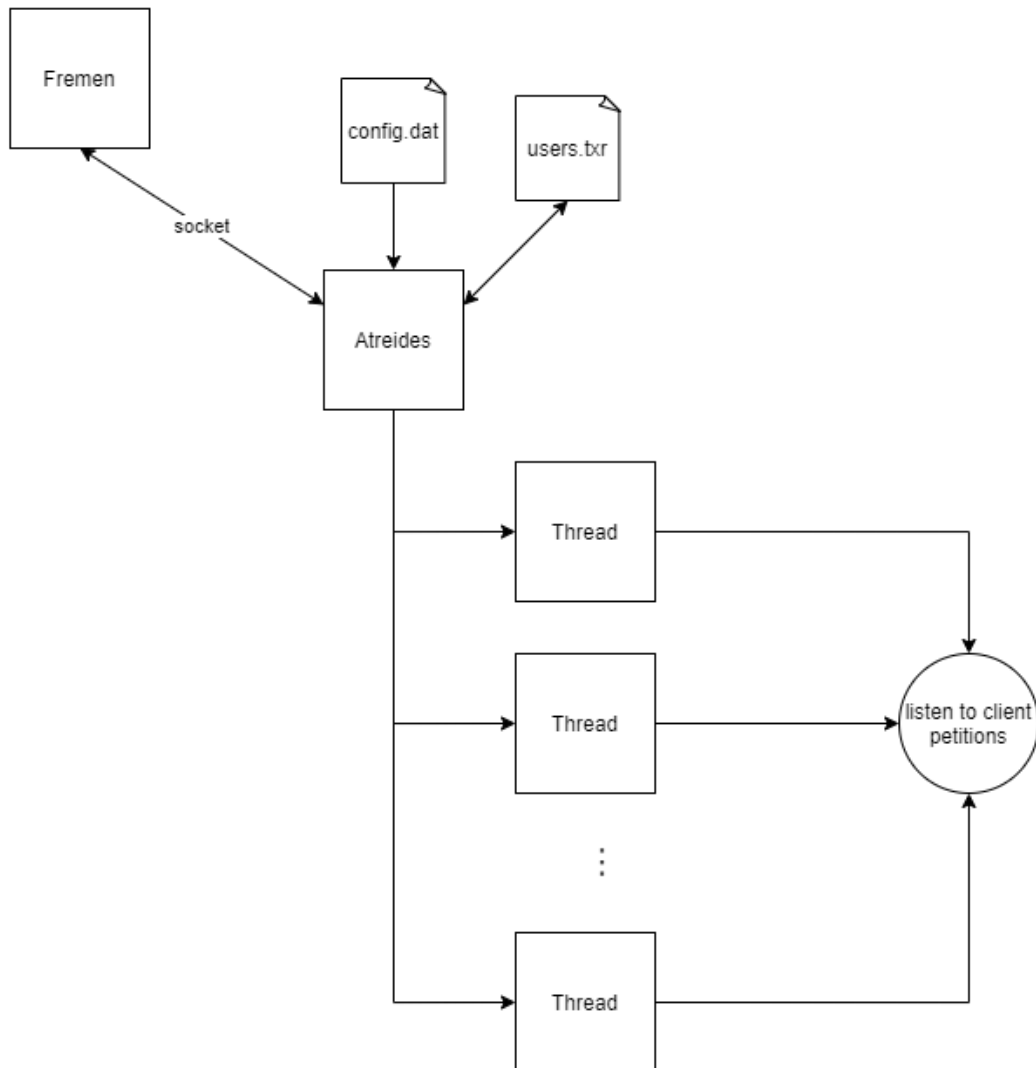 Fremen
config.dat
users.txr
socket
Atreides
Thread
Thread
listen to client
petitions
Thread